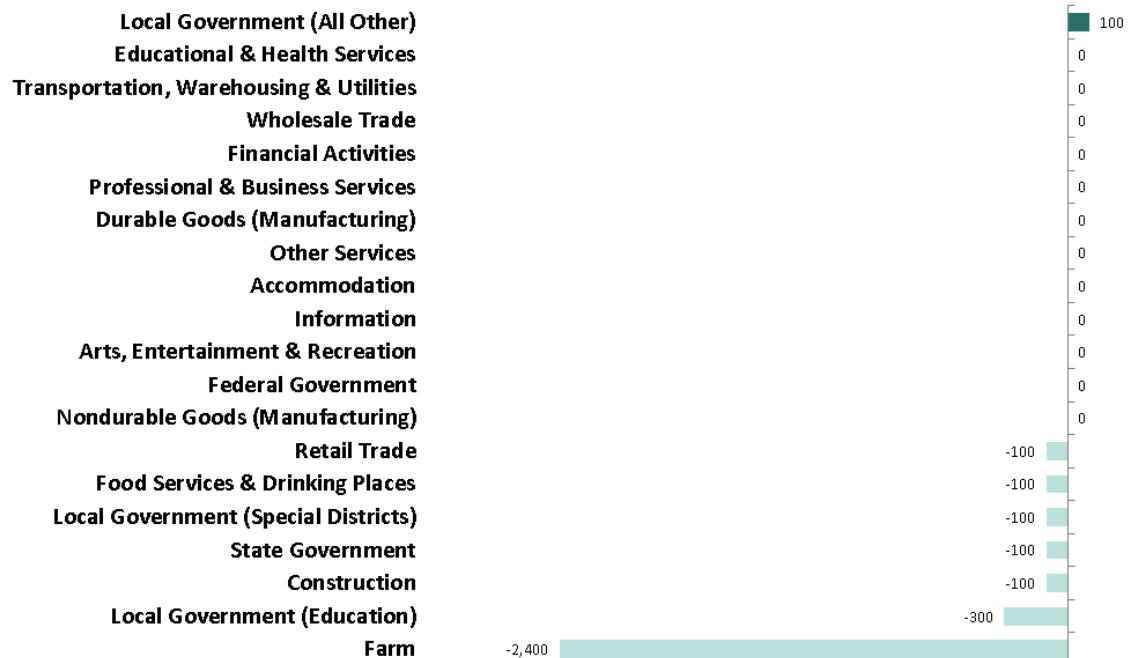 Local Government (All Other) 100
Educational & Health Services 0
Transportation, Warehousing & Utilities 0
Wholesale Trade 0
Financial Activities 0
Professional & Business Services 0
Durable Goods (Manufacturing) 0
Other Services 0
Accommodation 0
Information 0
Arts, Entertainment & Recreation 0
Federal Government 0
Nondurable Goods (Manufacturing) 0
Retail Trade -100
Food Services & Drinking Places -100
Local Government (Special Districts) -100
State Government -100
Construction -100
Local Government (Education) -300
Farm -2,400